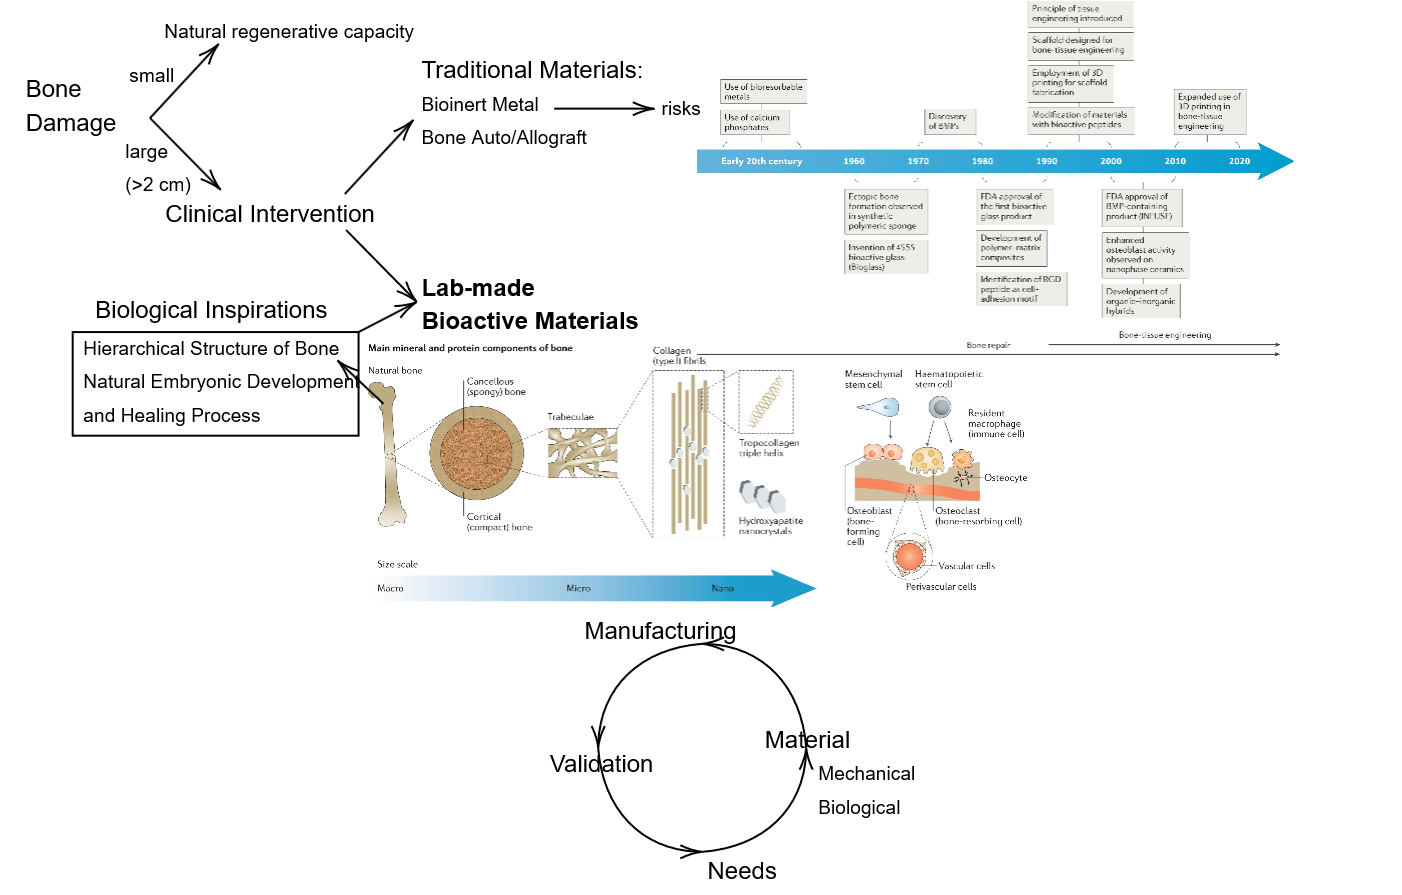 Natural regenerative capacity
small
Bone
Damage
large
(>2 cm)
Clinical Intervention
Traditional Materials:
Bioinert Metal
risks
Bone Auto/Allograft
Lab-made
Bioactive Materials
Biological Inspirations
Hierarchical Structure of Bone
Natural Embryonic Development
and Healing Process
Principle of tissue
engineering introduced
Scaffold designed for
bone-tissue engineering
Employment of 3D
printing for scaffold
fabrication
Modification of materials
with bioactive peptides
Use of bioresorbable
metals
Use of calcium
phosphates
Discovery
of BMPs
Expanded use of
3D printing in
bone-tissue
engineering
Early 20th century 1960 1970 1980 1990 2000 2010 2020
Ectopic bone
formation observed
in synthetic
polymeric sponge
Invention of 45S5
bioactive glass
(Bioglass)
FDA approval of
the first bioactive
glass product
Development of
polymer–matrix
composites
Identification of RGD
peptide as cell-
adhesion motif
FDA approval of
BMP-containing
product (INFUSE)
Enhanced
osteoblast activity
observed on
nanophase ceramics
Development of
organic–inorganic
hybrids
Bone-tissue engineering
Bone repair
Main mineral and protein components of bone
Natural bone
Cancellous
(spongy) bone
Cortical
(compact) bone
Trabeculae
Collagen
(type I) fibrils
Tropocollagen
triple helix
Hydroxyapatite
nanocrystals
Mesenchymal
stem cell
Haematopoietic
stem cell
Resident
macrophage
(immune cell)
Osteocyte
Osteoblast
(bone-
forming
cell)
Osteoclast
(bone-resorbing cell)
Vascular cells
Perivascular cells
Size scale
Macro Micro Nano
Manufacturing
Material
Mechanical
Biological
Validation
Needs